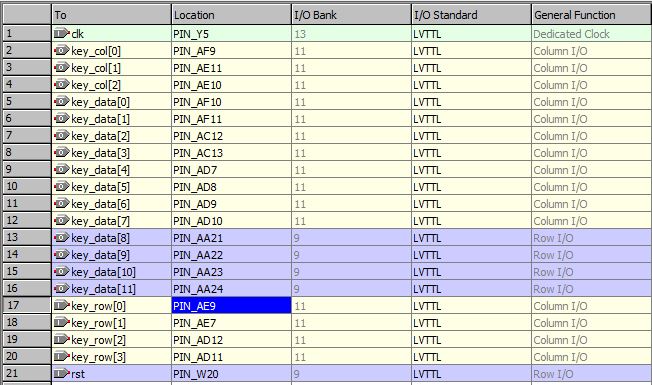 To Location I/O Bank I/O Standard General Function
1 clk PIN_Y5 13 LVTTL Dedicated Clock
2 key_col[0] PIN_AF9 11 LVTTL Column I/O
3 key_col[1] PIN_AE11 11 LVTTL Column I/O
4 key_col[2] PIN_AE10 11 LVTTL Column I/O
5 key_data[0] PIN_AF10 11 LVTTL Column I/O
6 key_data[1] PIN_AF11 11 LVTTL Column I/O
7 key_data[2] PIN_AC12 11 LVTTL Column I/O
8 key_data[3] PIN_AC13 11 LVTTL Column I/O
9 key_data[4] PIN_AD7 11 LVTTL Column I/O
10 key_data[5] PIN_AD8 11 LVTTL Column I/O
11 key_data[6] PIN_AD9 11 LVTTL Column I/O
12 key_data[7] PIN_AD10 11 LVTTL Column I/O
13 key_data[8] PIN_AA21 9 LVTTL Row I/O
14 key_data[9] PIN_AA22 9 LVTTL Row I/O
15 key_data[10] PIN_AA23 9 LVTTL Row I/O
16 key_data[11] PIN_AA24 9 LVTTL Row I/O
17 key_row[0] PIN_AE9 11 LVTTL Column I/O
18 key_row[1] PIN_AE7 11 LVTTL Column I/O
19 key_row[2] PIN_AD12 11 LVTTL Column I/O
20 key_row[3] PIN_AD11 11 LVTTL Column I/O
21 rst PIN_W20 9 LVTTL Row I/O